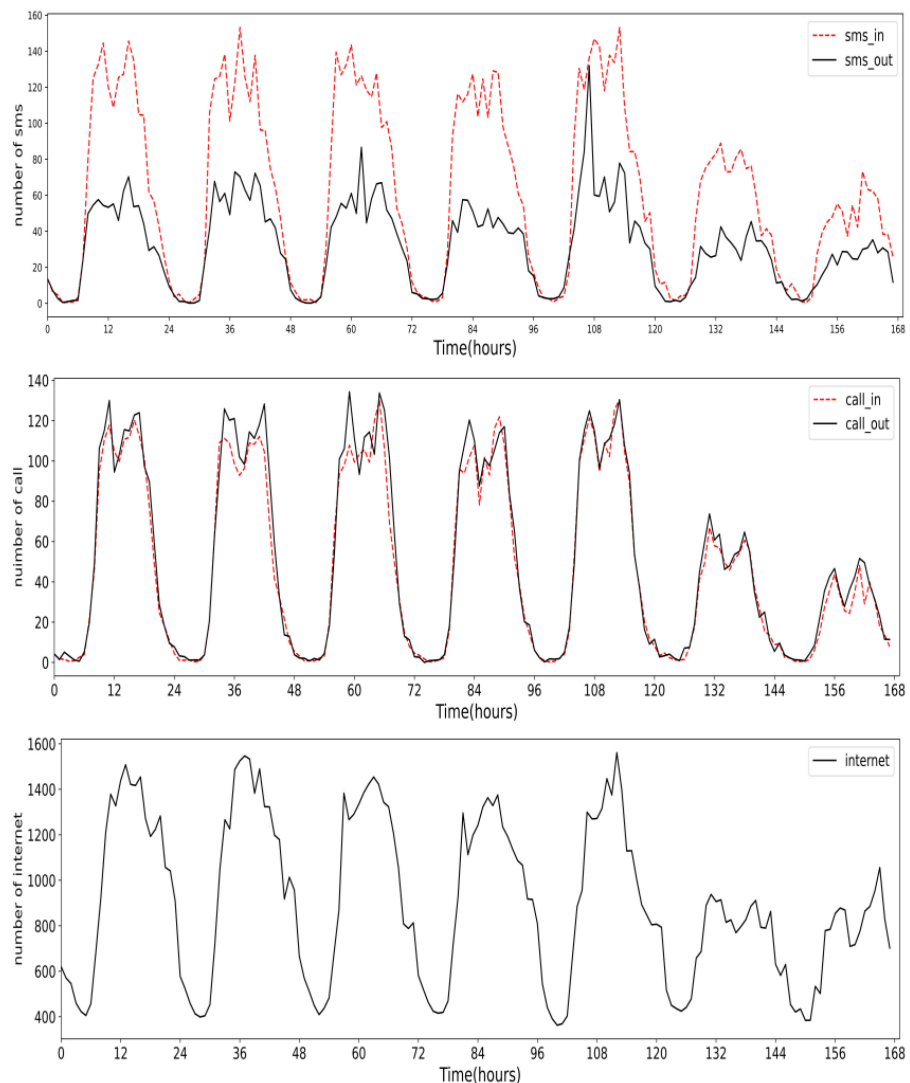 160
140
120
100
80
60
40
20
0
number of sms
sms_in
sms_out
0 12 24 36 48 60 72 84 96 108 120 132 144 156 168
Time(hours)
140
120
100
80
60
40
20
0
nuimber of call
call_in
call_out
0 12 24 36 48 60 72 84 96 108 120 132 144 156 168
Time(hours)
1600
1400
1200
1000
800
600
400
number of internet
internet
0 12 24 36 48 60 72 84 96 108 120 132 144 156 168
Time(hours)